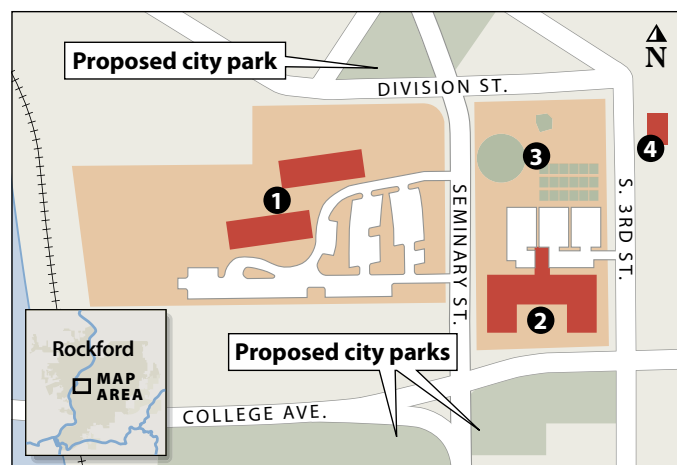 Proposed city park
N
DIVISION ST.
1
3
4
SEMINARY ST.
S. 3RD ST.
2
Proposed city parks
Rockford
MAP
AREA
COLLEGE AVE.